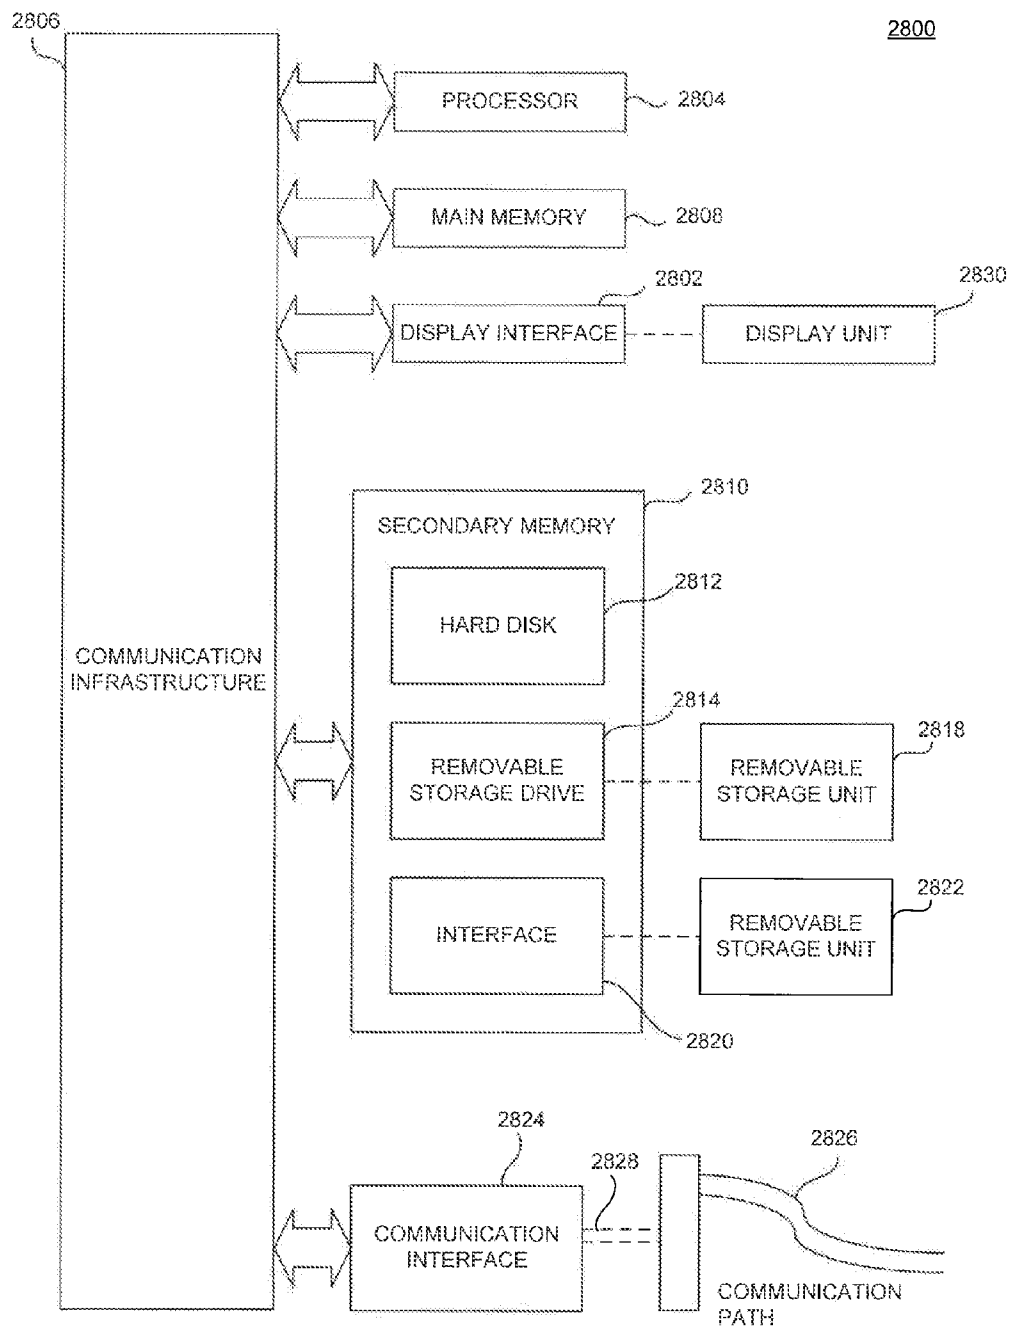 2806
2800
PROCESSOR
2804
MAIN MEMORY
2808
2802
DISPLAY INTERFACE
2830
DISPLAY UNIT
2810
SECONDARY MEMORY
2812
HARD DISK
COMMUNICATION
INFRASTRUCTURE
2814
REMOVABLE
STORAGE DRIVE
2818
REMOVABLE
STORAGE UNIT
INTERFACE
2822
REMOVABLE
STORAGE UNIT
2820
2824
COMMUNICATION
INTERFACE
2828
2826
COMMUNICATION
PATH